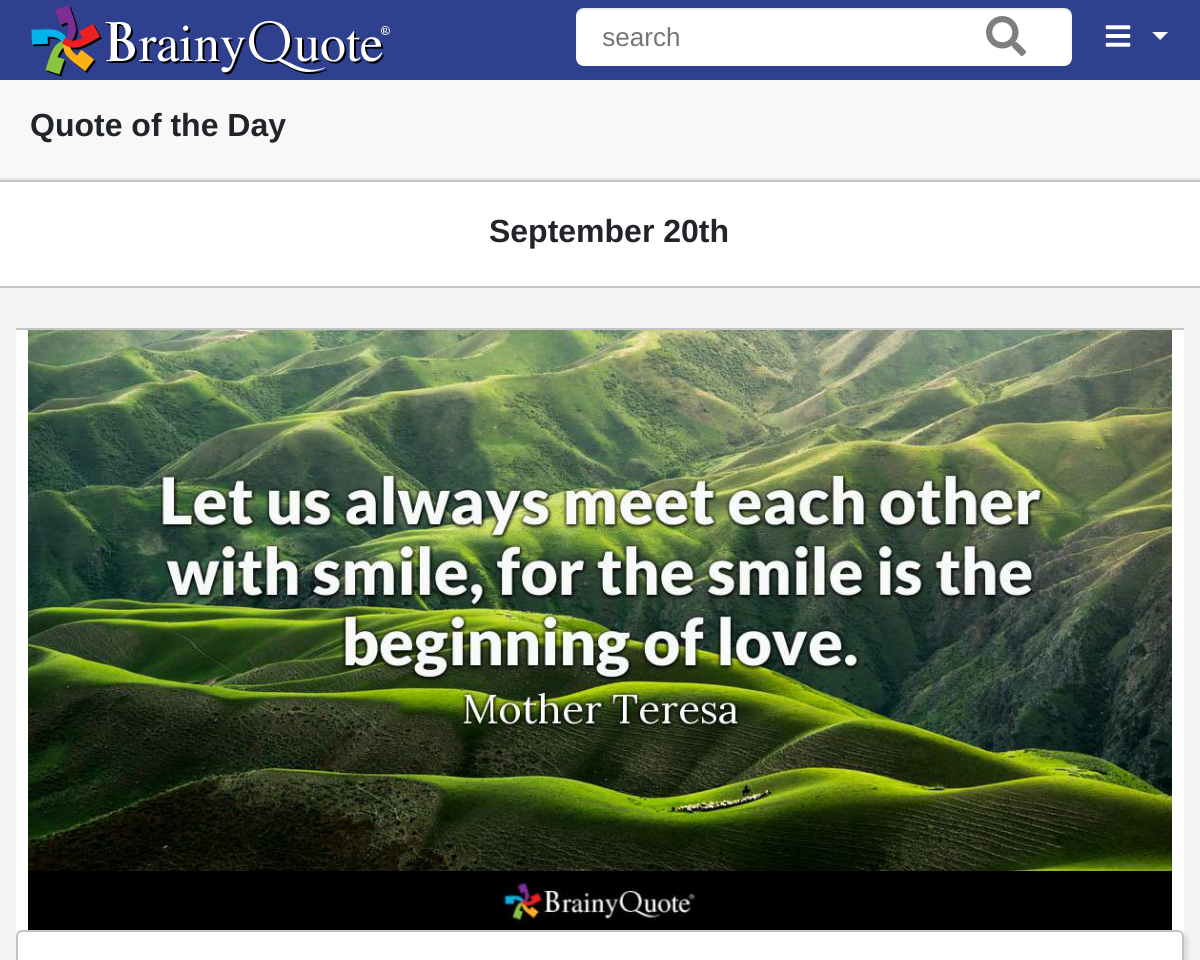 BrainyQuote®
search
Quote of the Day
September 20th
Let us always meet each other
with smile, for the smile is the
beginning of love.
Mother Teresa
BrainyQuote®